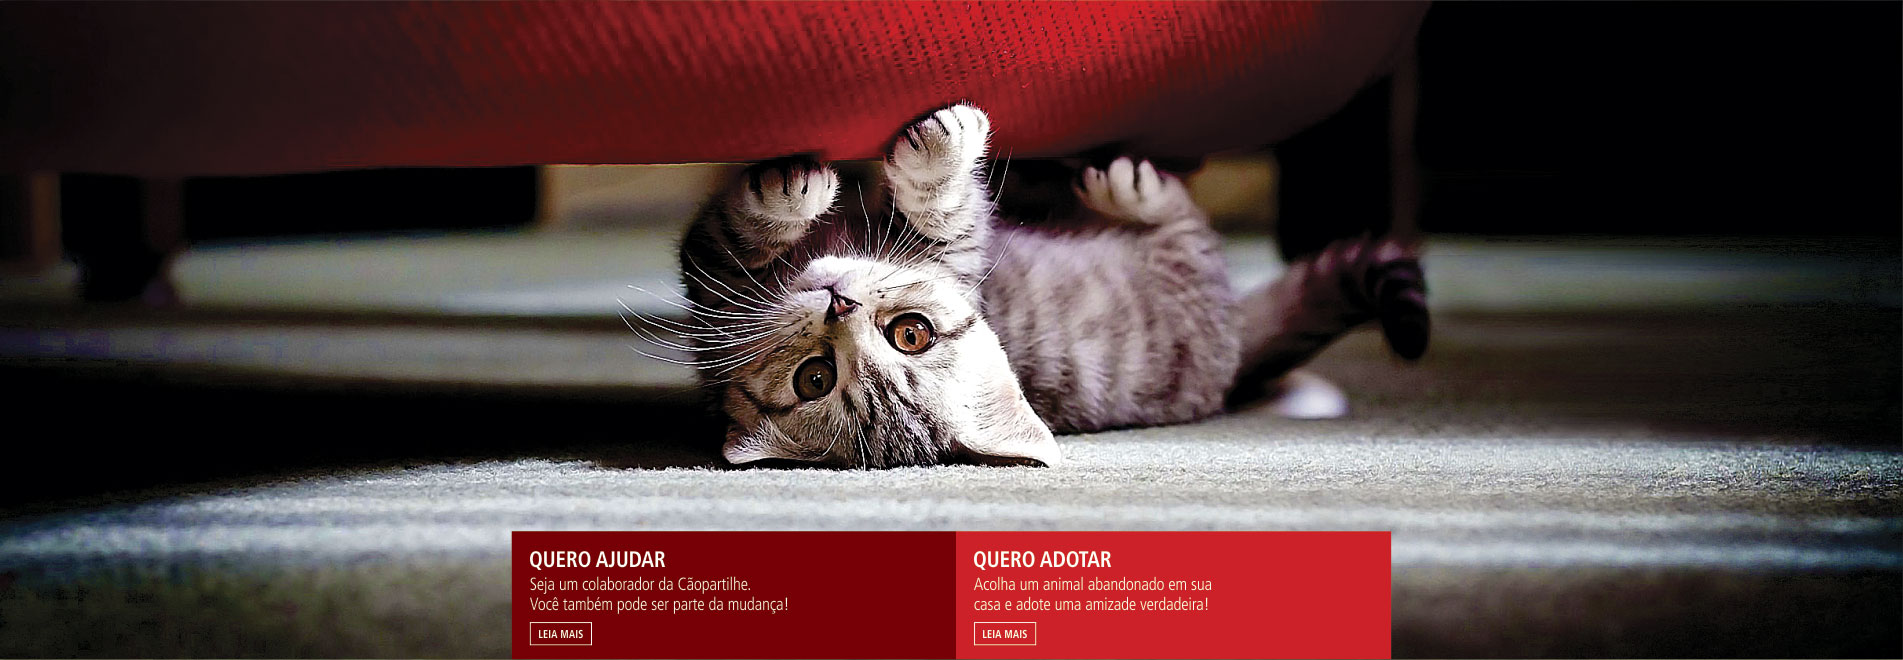 QUERO AJUDAR
Seja um colaborador da Cãopartilhe.
Você também pode ser parte da mudança!
LEIA MAIS
QUERO ADOTAR
Acolha um animal abandonado em sua
casa e adote uma amizade verdadeira!
LEIA MAIS